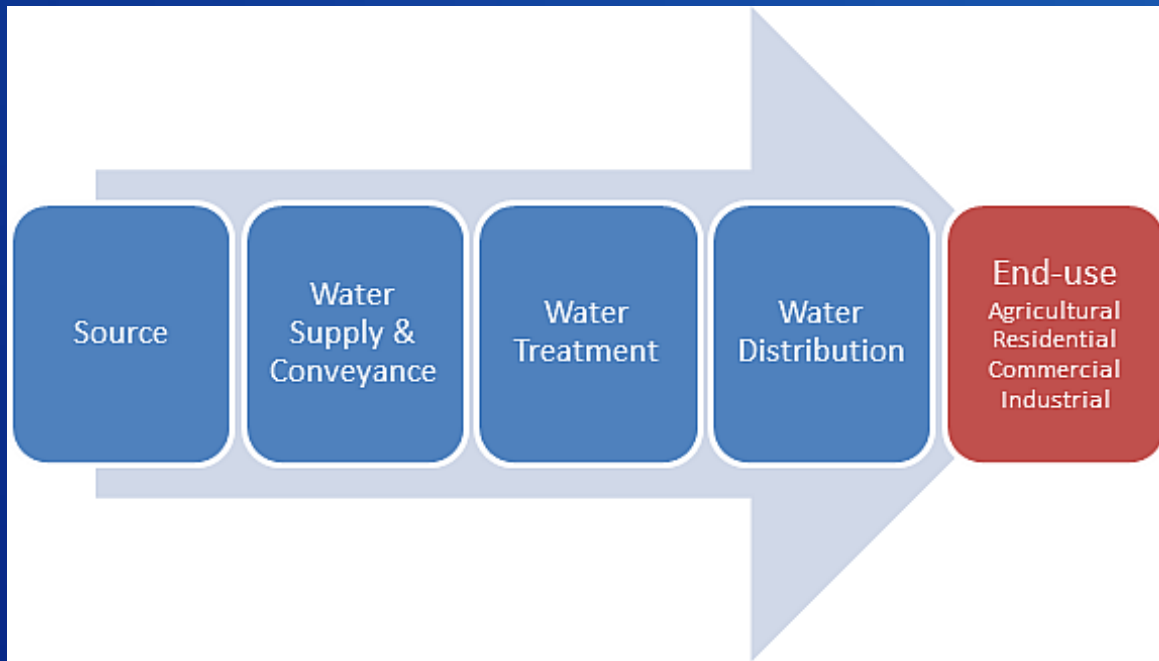 Source
Water
Supply &
Conveyance
Water
Treatment
Water
Distribution
End-use
Agricultural
Residential
Commercial
Industrial